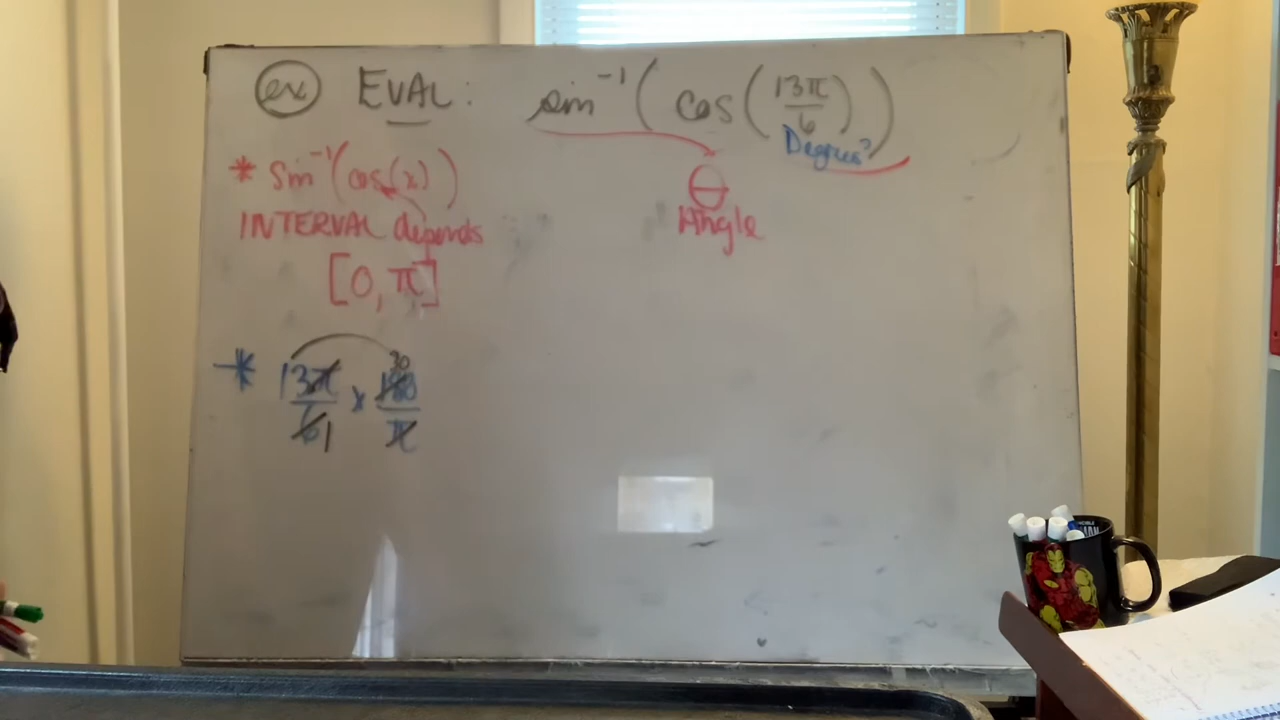 ex EVAL: sin⁻¹(cos(13π/6))
Degrees?
* sin⁻¹(cos(x))
θ
Angle
INTERVAL depends
[0, π]
30
* 13π/6 1 x 180/π